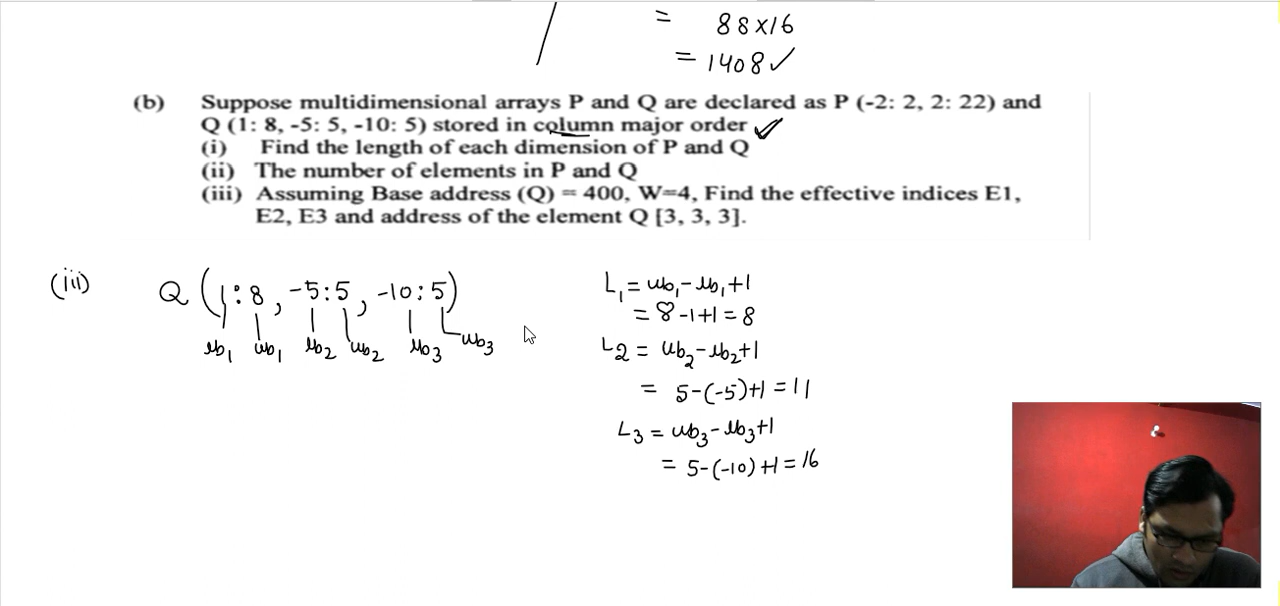 = 88×16
= 1408✓
(b) Suppose multidimensional arrays P and Q are declared as P (-2: 2, 2: 22) and
Q (1: 8, -5: 5, -10: 5) stored in column major order ✓
(i) Find the length of each dimension of P and Q
(ii) The number of elements in P and Q
(iii) Assuming Base address (Q) = 400, W=4, Find the effective indices E1,
E2, E3 and address of the element Q [3, 3, 3].
(iii) Q (1:8, -5:5, -10:5)
lb₁ ub₁ lb₂ ub₂ lb₃ ub₃
L₁ = ub₁-lb₁+1
= 8-1+1 = 8
L2 = ub₂-lb₂+1
= 5-(-5)+1 = 11
L3 = ub₃-lb₃+1
= 5-(-10)+1 = 16